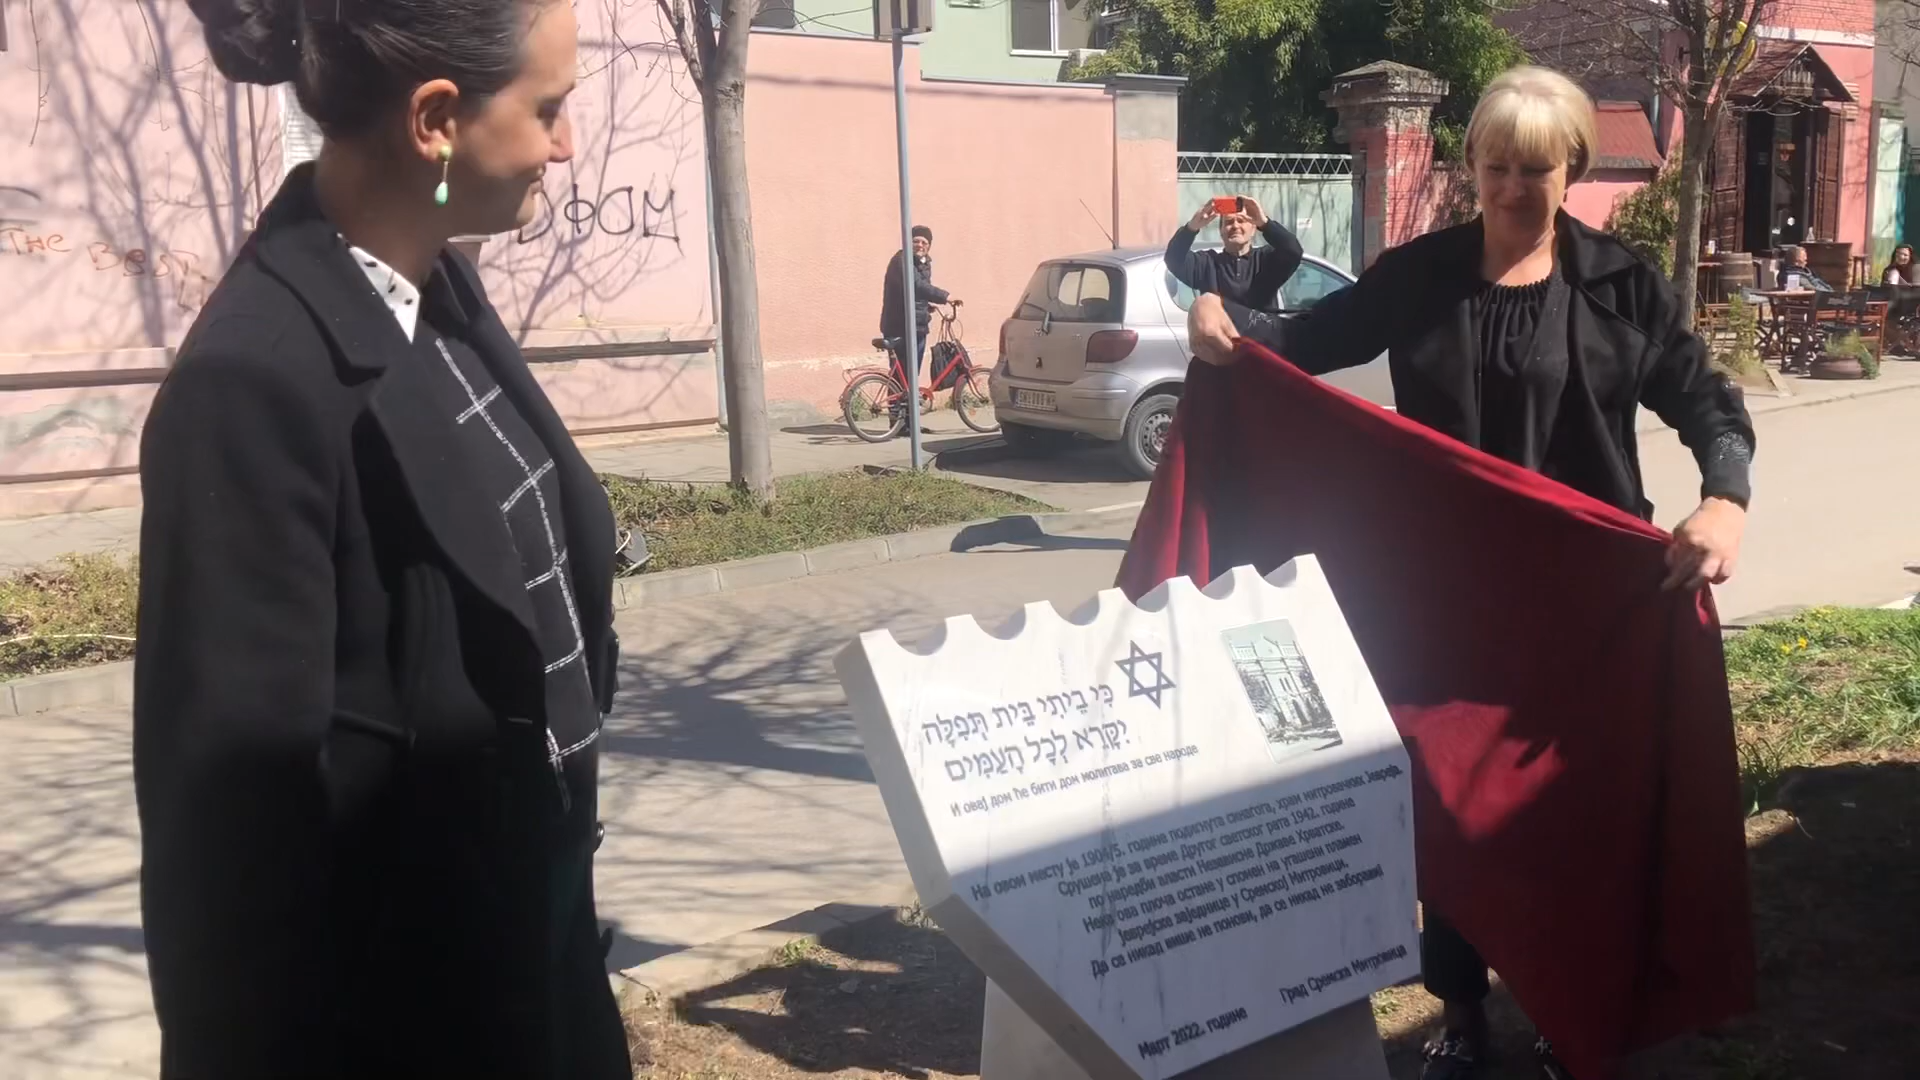 The Best
כִּי בֵיתִי בֵּית תְּפִלָּה
יִקָּרֵא לְכָל הָעַמִּים
И овај дом ће бити дом молитава за све народе
На овом месту је 1904/5. године подигнута синагога, храм митровачких Јевреја.
Срушена је за време Другог светског рата 1942. године
по наредби власти Независне Државе Хрватске.
Нека ова плоча остане у спомен на угашени пламен
Јеврејске заједнице у Сремској Митровици.
Да се никад више не понови, да се никад не заборави!
Март 2022. године
Град Сремска Митровица